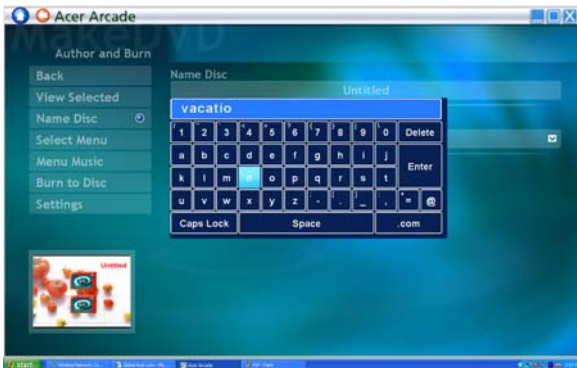 Acer Arcade
MakeDVD
Author and Burn
Back
View Selected
Name Disc
Select Menu
Menu Music
Burn to Disc
Settings
Name Disc
Untitled
vacatio
1 2 3 4 5 6 7 8 9 0 Delete
a b c d e f g h i j
Enter
k l m n o p q r s t
u v w x y z - . _ , = @
Caps Lock Space .com
Untitled
start